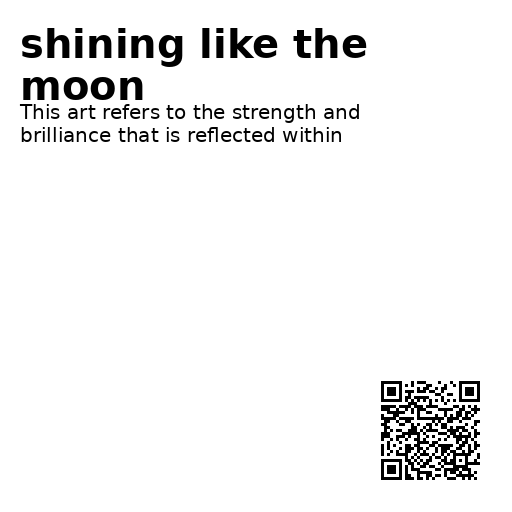 shining like the
moon
This art refers to the strength and
brilliance that is reflected within